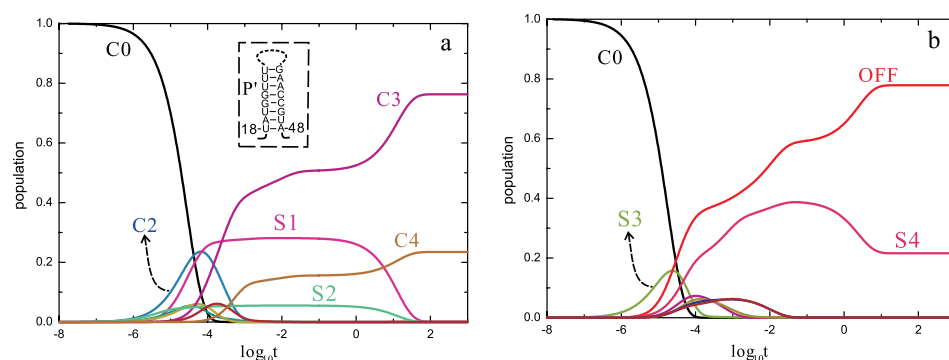 1.0
0.8
0.6
0.4
0.2
0.0
population
-8
-6
-4
-2
0
2
log₁₀t
a
C0
C2
C3
S1
C4
S2
P'
U-G
U-A
U-A
G-C
G-C
U-G
A-U
18-U-A-48
1.0
0.8
0.6
0.4
0.2
0.0
population
-8
-6
-4
-2
0
2
log₁₀t
b
C0
OFF
S3
S4